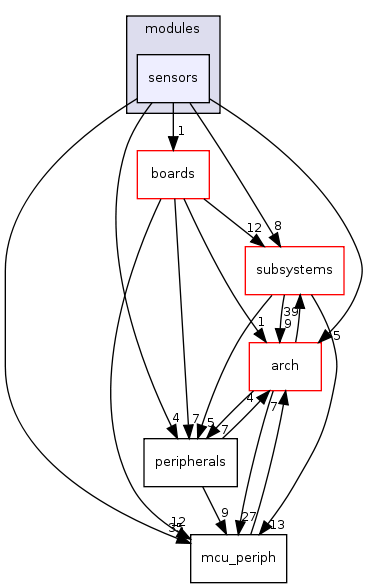 modules
sensors
1
boards
12
8
subsystems
39
9
1
5
arch
4
7
5
4
7
7
peripherals
9
27
13
12
35
mcu_periph